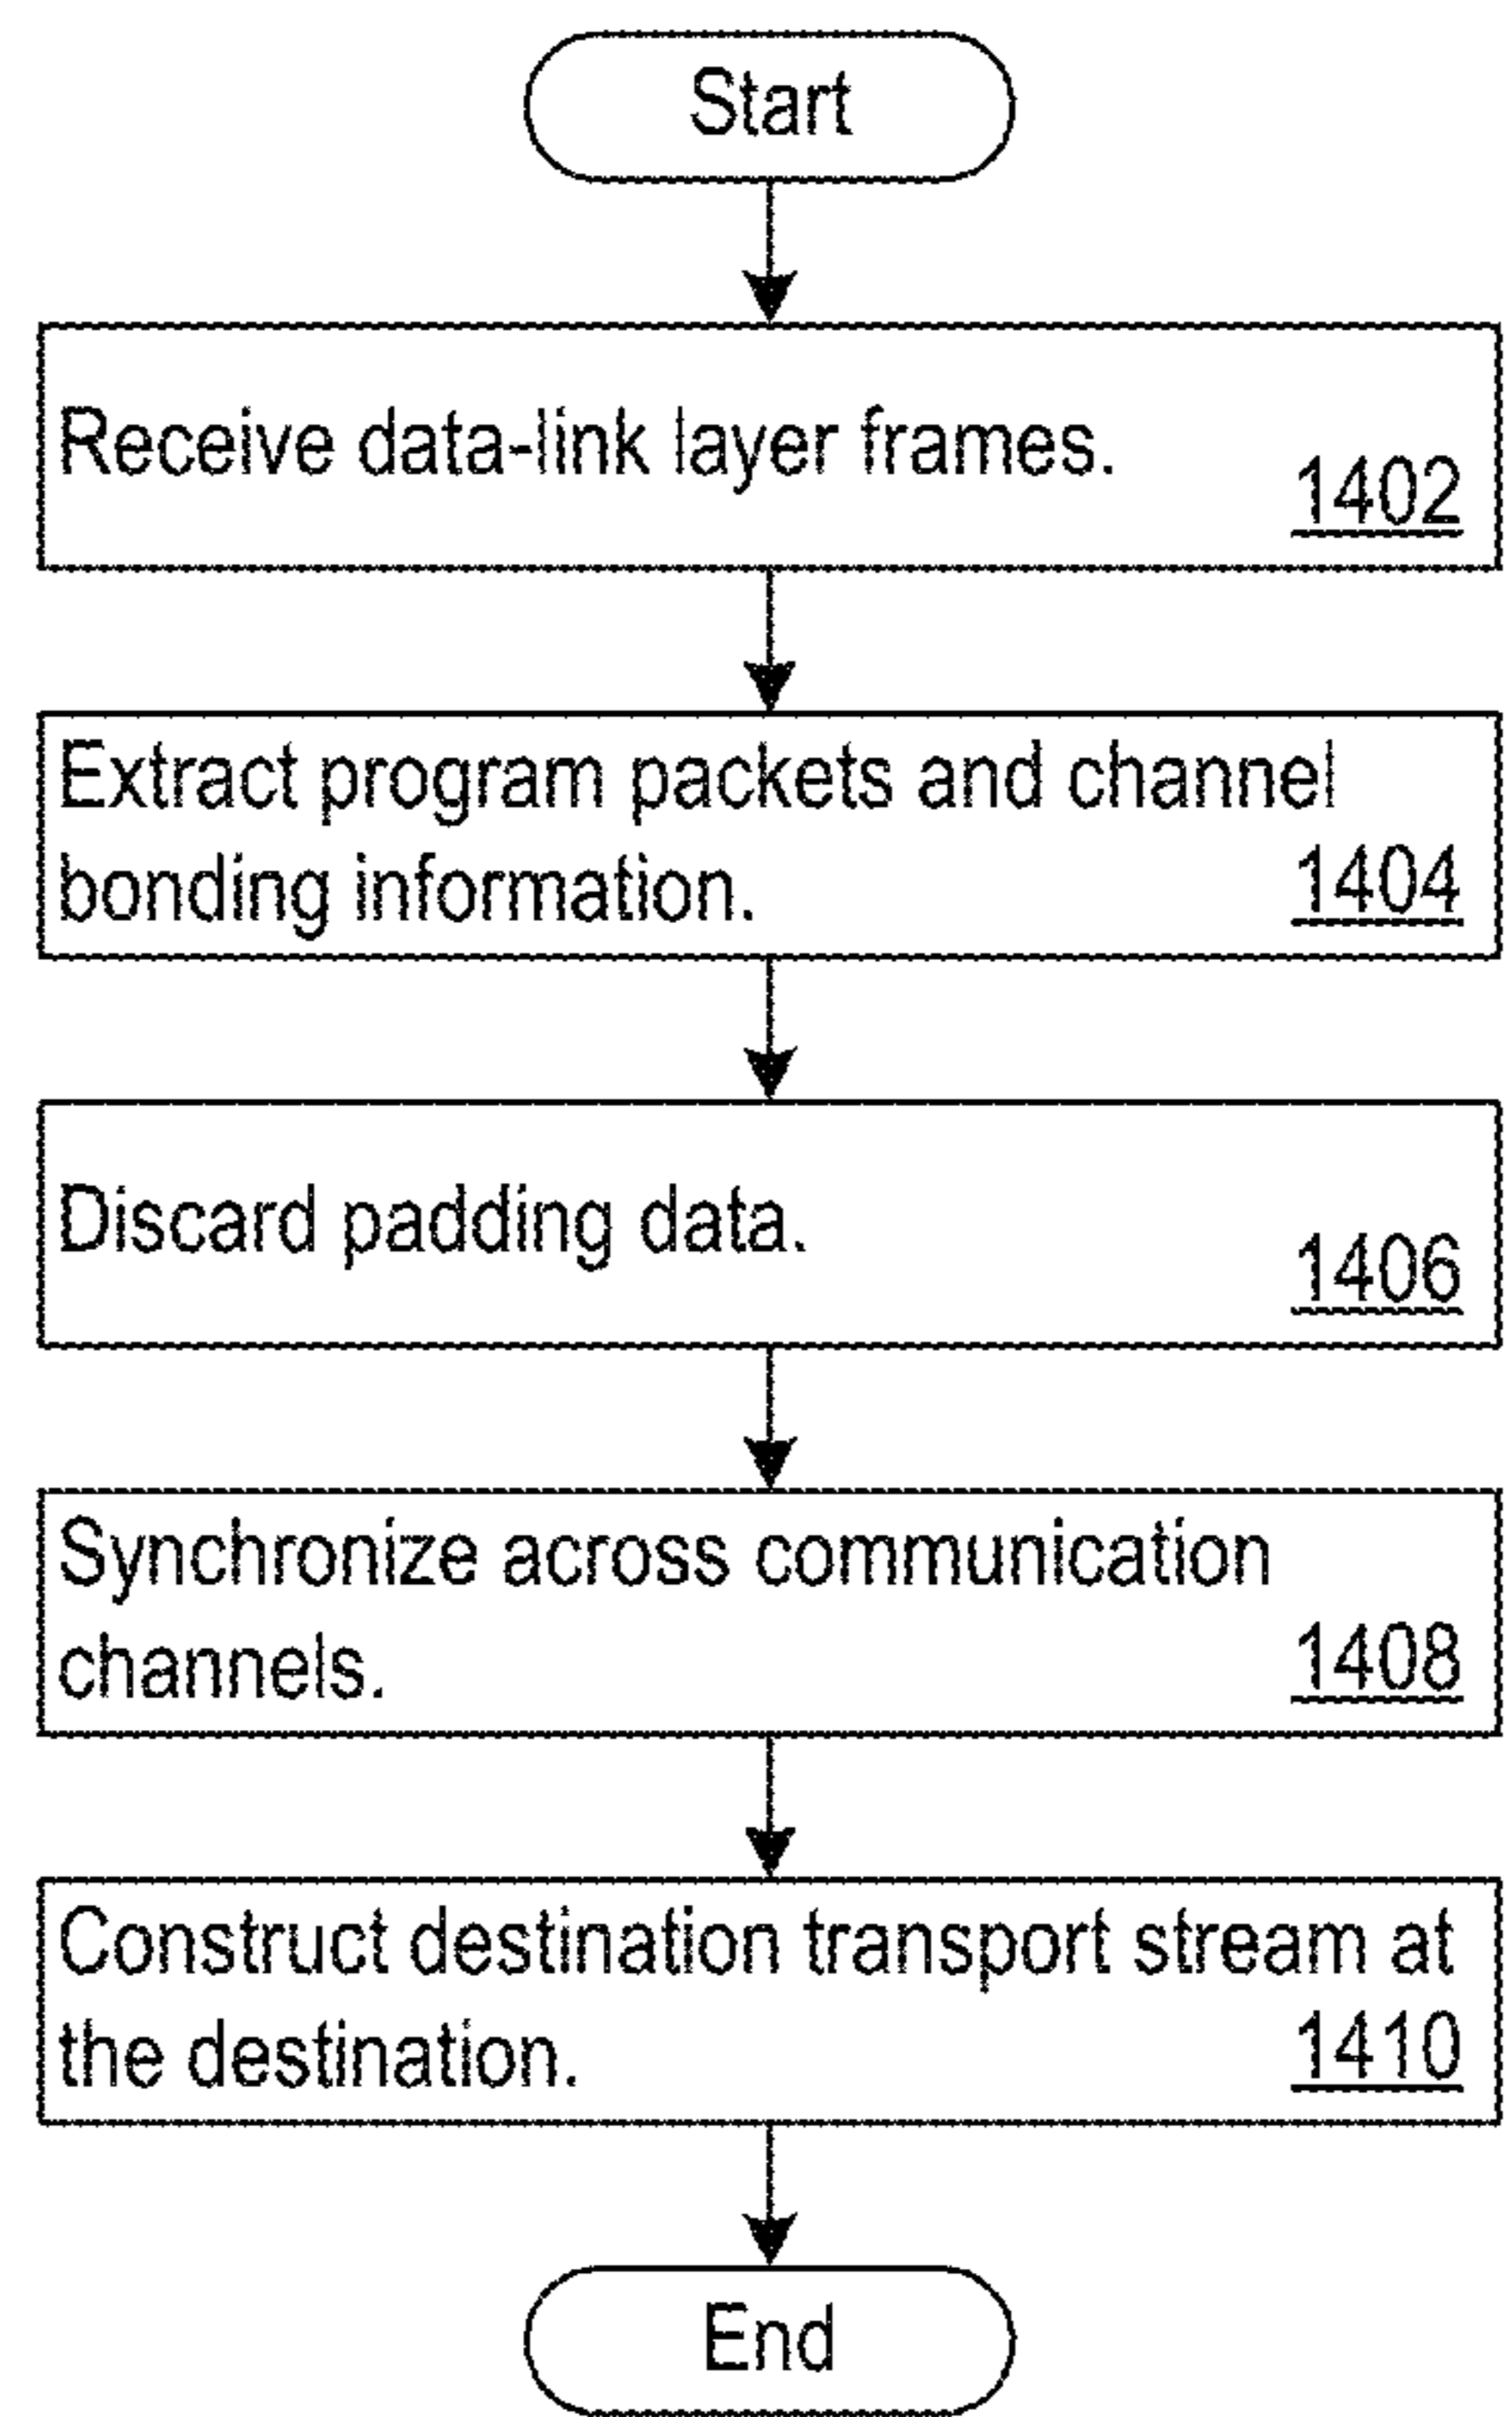 Start
Receive data-link layer frames.
1402
Extract program packets and channel
bonding information.
1404
Discard padding data.
1406
Synchronize across communication
channels.
1408
Construct destination transport stream at
the destination.
1410
End